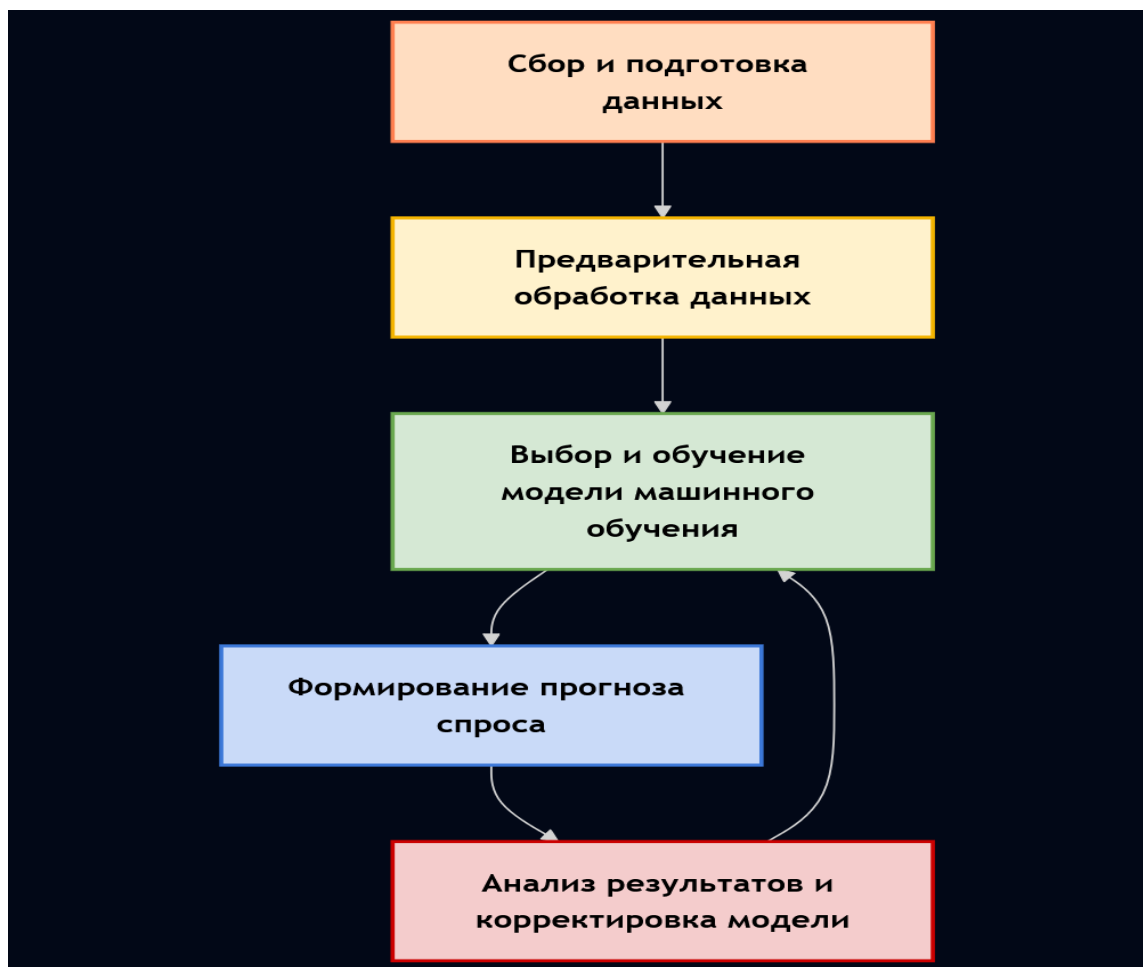 Сбор и подготовка
данных
Предварительная
обработка данных
Выбор и обучение
модели машинного
обучения
Формирование прогноза
спроса
Анализ результатов и
корректировка модели